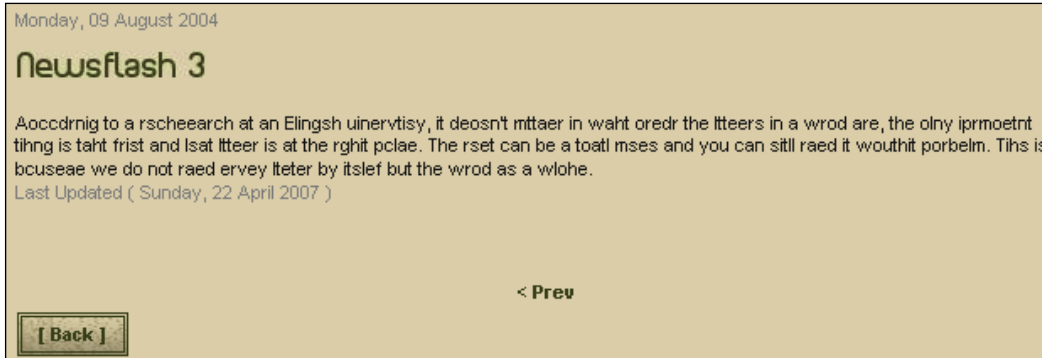 Monday, 09 August 2004
Newsflash 3
Aoccdrnig to a rscheearch at an Elingsh uinervtisy, it deosn't mttaer in waht oredr the ltteers in a wrod are, the olny iprmoetnt
tihng is taht frist and lsat ltteer is at the rghit pclae. The rset can be a toatl mses and you can sitll raed it wouthit porbelm. Tihs is
bcuseae we do not raed ervey lteter by itslef but the wrod as a wlohe.
Last Updated ( Sunday, 22 April 2007 )
< Prev
[ Back ]